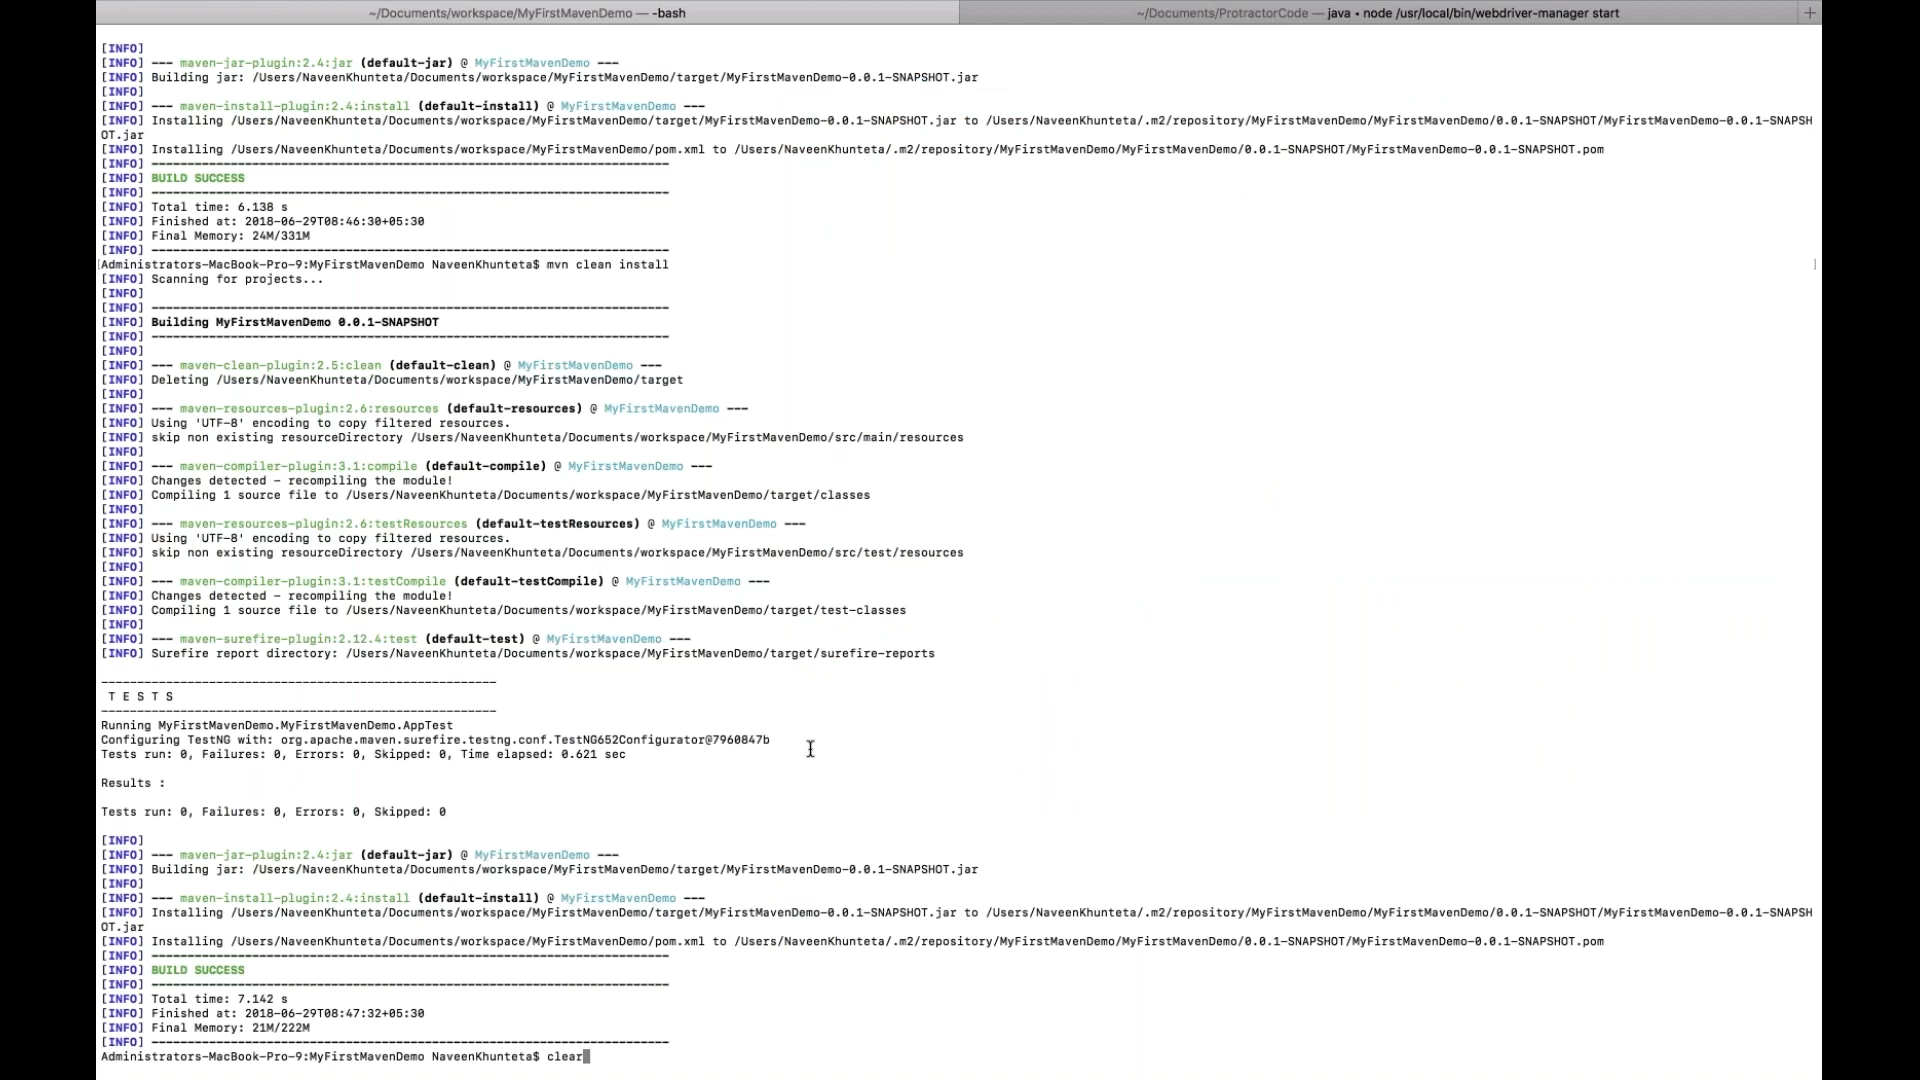 ~/Documents/workspace/MyFirstMavenDemo — -bash
~/Documents/ProtractorCode — java • node /usr/local/bin/webdriver-manager start
[INFO]
[INFO] --- maven-jar-plugin:2.4:jar (default-jar) @ MyFirstMavenDemo ---
[INFO] Building jar: /Users/NaveenKhunteta/Documents/workspace/MyFirstMavenDemo/target/MyFirstMavenDemo-0.0.1-SNAPSHOT.jar
[INFO]
[INFO] --- maven-install-plugin:2.4:install (default-install) @ MyFirstMavenDemo ---
[INFO] Installing /Users/NaveenKhunteta/Documents/workspace/MyFirstMavenDemo/target/MyFirstMavenDemo-0.0.1-SNAPSHOT.jar to /Users/NaveenKhunteta/.m2/repository/MyFirstMavenDemo/MyFirstMavenDemo/0.0.1-SNAPSHOT/MyFirstMavenDemo-0.0.1-SNAPSH
OT.jar
[INFO] Installing /Users/NaveenKhunteta/Documents/workspace/MyFirstMavenDemo/pom.xml to /Users/NaveenKhunteta/.m2/repository/MyFirstMavenDemo/MyFirstMavenDemo/0.0.1-SNAPSHOT/MyFirstMavenDemo-0.0.1-SNAPSHOT.pom
[INFO] ------------------------------------------------------------------------
[INFO] BUILD SUCCESS
[INFO] ------------------------------------------------------------------------
[INFO] Total time: 6.138 s
[INFO] Finished at: 2018-06-29T08:46:30+05:30
[INFO] Final Memory: 24M/331M
[INFO] ------------------------------------------------------------------------
Administrators-MacBook-Pro-9:MyFirstMavenDemo NaveenKhunteta$ mvn clean install
[INFO] Scanning for projects...
[INFO]
[INFO] ------------------------------------------------------------------------
[INFO] Building MyFirstMavenDemo 0.0.1-SNAPSHOT
[INFO] ------------------------------------------------------------------------
[INFO]
[INFO] --- maven-clean-plugin:2.5:clean (default-clean) @ MyFirstMavenDemo ---
[INFO] Deleting /Users/NaveenKhunteta/Documents/workspace/MyFirstMavenDemo/target
[INFO]
[INFO] --- maven-resources-plugin:2.6:resources (default-resources) @ MyFirstMavenDemo ---
[INFO] Using 'UTF-8' encoding to copy filtered resources.
[INFO] skip non existing resourceDirectory /Users/NaveenKhunteta/Documents/workspace/MyFirstMavenDemo/src/main/resources
[INFO]
[INFO] --- maven-compiler-plugin:3.1:compile (default-compile) @ MyFirstMavenDemo ---
[INFO] Changes detected - recompiling the module!
[INFO] Compiling 1 source file to /Users/NaveenKhunteta/Documents/workspace/MyFirstMavenDemo/target/classes
[INFO]
[INFO] --- maven-resources-plugin:2.6:testResources (default-testResources) @ MyFirstMavenDemo ---
[INFO] Using 'UTF-8' encoding to copy filtered resources.
[INFO] skip non existing resourceDirectory /Users/NaveenKhunteta/Documents/workspace/MyFirstMavenDemo/src/test/resources
[INFO]
[INFO] --- maven-compiler-plugin:3.1:testCompile (default-testCompile) @ MyFirstMavenDemo ---
[INFO] Changes detected - recompiling the module!
[INFO] Compiling 1 source file to /Users/NaveenKhunteta/Documents/workspace/MyFirstMavenDemo/target/test-classes
[INFO]
[INFO] --- maven-surefire-plugin:2.12.4:test (default-test) @ MyFirstMavenDemo ---
[INFO] Surefire report directory: /Users/NaveenKhunteta/Documents/workspace/MyFirstMavenDemo/target/surefire-reports
-------------------------------------------------------
T E S T S
-------------------------------------------------------
Running MyFirstMavenDemo.MyFirstMavenDemo.AppTest
Configuring TestNG with: org.apache.maven.surefire.testng.conf.TestNG652Configurator@7960847b
Tests run: 0, Failures: 0, Errors: 0, Skipped: 0, Time elapsed: 0.621 sec
Results :
Tests run: 0, Failures: 0, Errors: 0, Skipped: 0
[INFO]
[INFO] --- maven-jar-plugin:2.4:jar (default-jar) @ MyFirstMavenDemo ---
[INFO] Building jar: /Users/NaveenKhunteta/Documents/workspace/MyFirstMavenDemo/target/MyFirstMavenDemo-0.0.1-SNAPSHOT.jar
[INFO]
[INFO] --- maven-install-plugin:2.4:install (default-install) @ MyFirstMavenDemo ---
[INFO] Installing /Users/NaveenKhunteta/Documents/workspace/MyFirstMavenDemo/target/MyFirstMavenDemo-0.0.1-SNAPSHOT.jar to /Users/NaveenKhunteta/.m2/repository/MyFirstMavenDemo/MyFirstMavenDemo/0.0.1-SNAPSHOT/MyFirstMavenDemo-0.0.1-SNAPSH
OT.jar
[INFO] Installing /Users/NaveenKhunteta/Documents/workspace/MyFirstMavenDemo/pom.xml to /Users/NaveenKhunteta/.m2/repository/MyFirstMavenDemo/MyFirstMavenDemo/0.0.1-SNAPSHOT/MyFirstMavenDemo-0.0.1-SNAPSHOT.pom
[INFO] ------------------------------------------------------------------------
[INFO] BUILD SUCCESS
[INFO] ------------------------------------------------------------------------
[INFO] Total time: 7.142 s
[INFO] Finished at: 2018-06-29T08:47:32+05:30
[INFO] Final Memory: 21M/222M
[INFO] ------------------------------------------------------------------------
Administrators-MacBook-Pro-9:MyFirstMavenDemo NaveenKhunteta$ clear